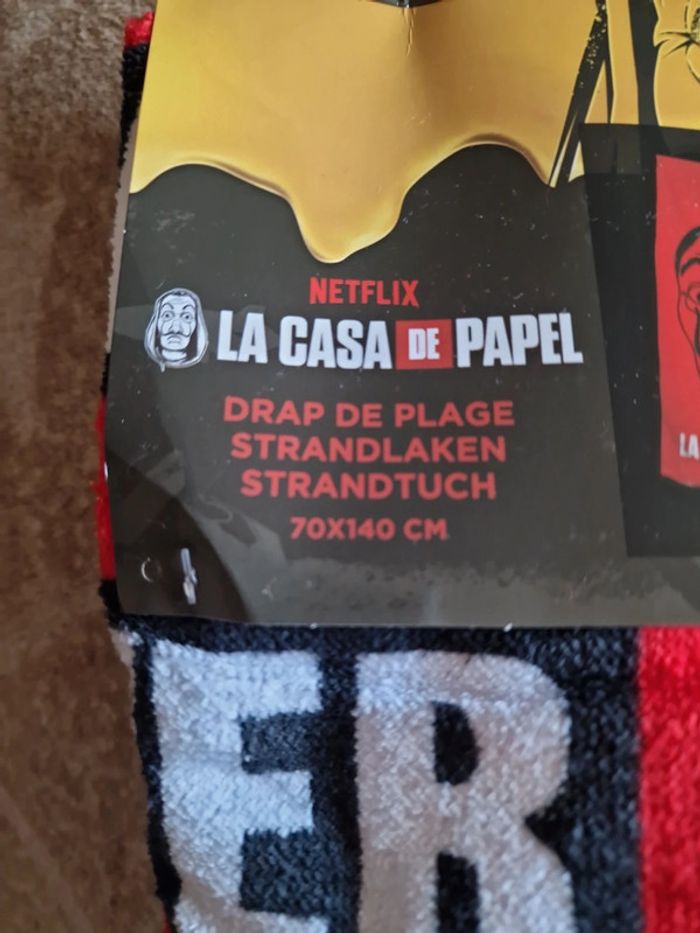 NETFLIX
LA CASA DE PAPEL
DRAP DE PLAGE
STRANDLAKEN
STRANDTUCH
70X140 CM
LA
ER